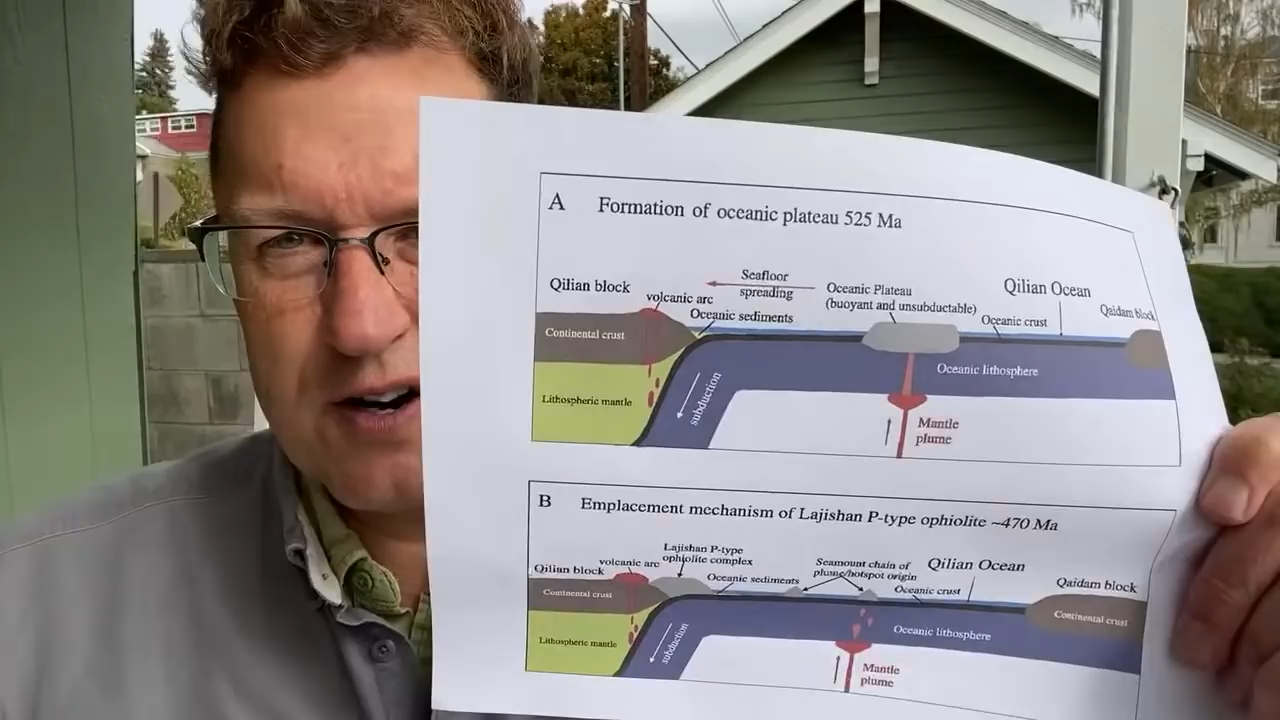 A Formation of oceanic plateau 525 Ma
Seafloor
spreading
Qilian block
volcanic arc
Oceanic sediments
Oceanic Plateau
(buoyant and unsubductable)
Qilian Ocean
Oceanic crust
Qaidam block
Continental crust
Lithospheric mantle
subduction
Oceanic lithosphere
Mantle
plume
B Emplacement mechanism of Lajishan P-type ophiolite ~470 Ma
Qilian block
volcanic arc
Lajishan P-type
ophiolite complex
Oceanic sediments
Seamount chain of
plume/hotspot origin
Qilian Ocean
Oceanic crust
Qaidam block
Continental crust
Continental crust
Lithospheric mantle
subduction
Oceanic lithosphere
Mantle
plume